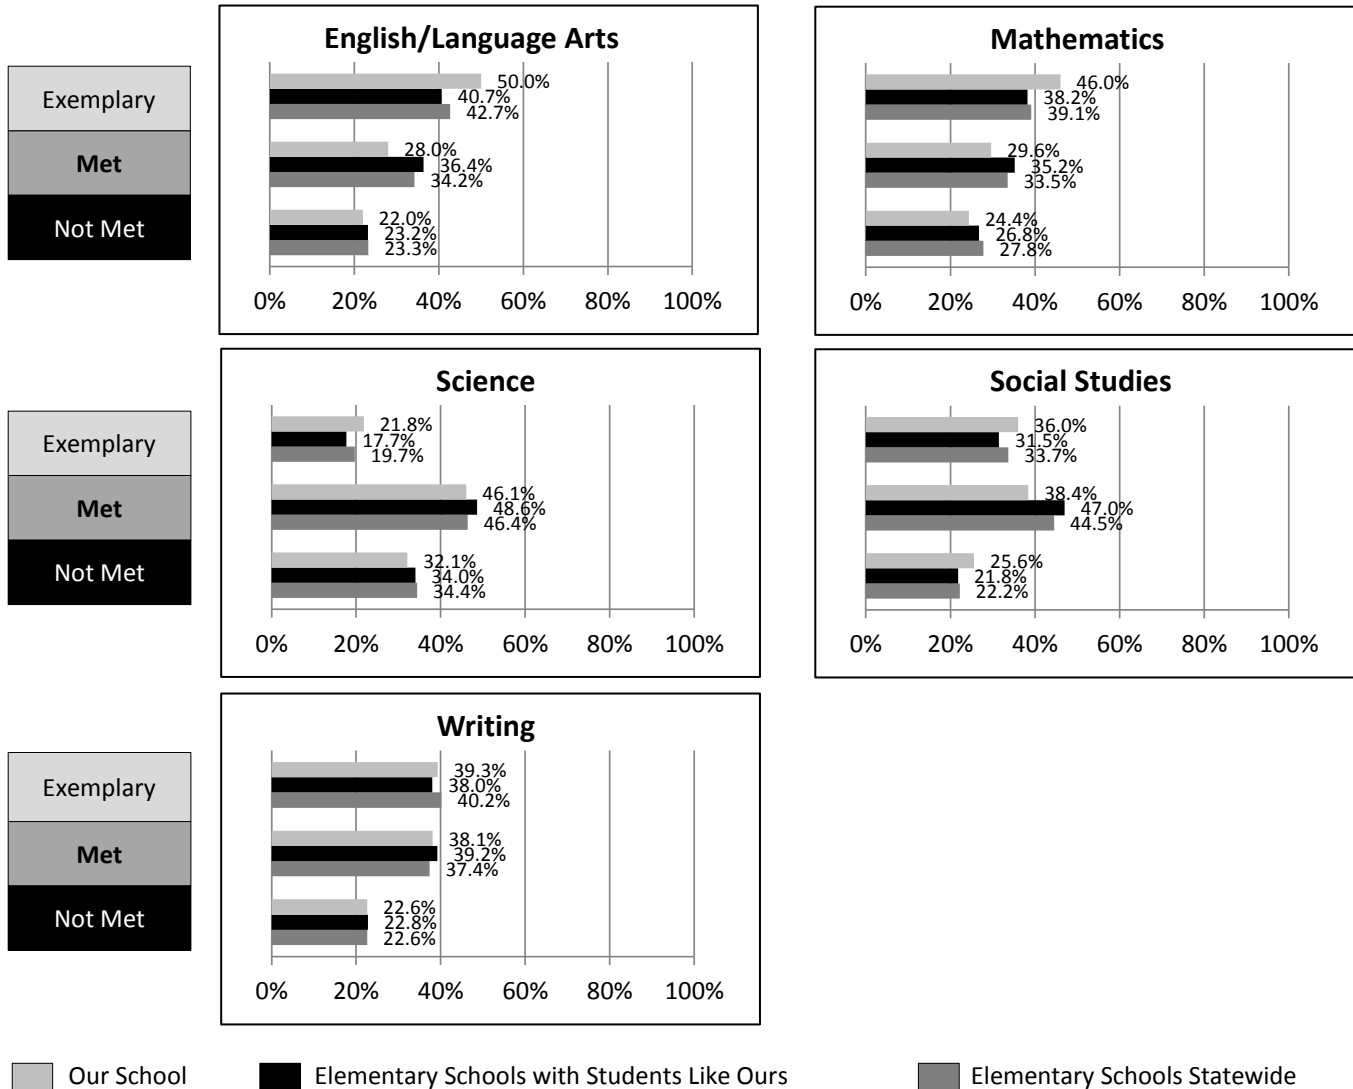 English/Language Arts
Exemplary
Met
Not Met
50.0%
40.7%
42.7%
28.0%
36.4%
34.2%
22.0%
23.2%
23.3%
0% 20% 40% 60% 80% 100%
Mathematics
46.0%
38.2%
39.1%
29.6%
35.2%
33.5%
24.4%
26.8%
27.8%
0% 20% 40% 60% 80% 100%
Science
Exemplary
Met
Not Met
21.8%
17.7%
19.7%
46.1%
48.6%
46.4%
32.1%
34.0%
34.4%
0% 20% 40% 60% 80% 100%
Social Studies
36.0%
31.5%
33.7%
38.4%
47.0%
44.5%
25.6%
21.8%
22.2%
0% 20% 40% 60% 80% 100%
Writing
Exemplary
Met
Not Met
39.3%
38.0%
40.2%
38.1%
39.2%
37.4%
22.6%
22.8%
22.6%
0% 20% 40% 60% 80% 100%
Our School Elementary Schools with Students Like Ours Elementary Schools Statewide